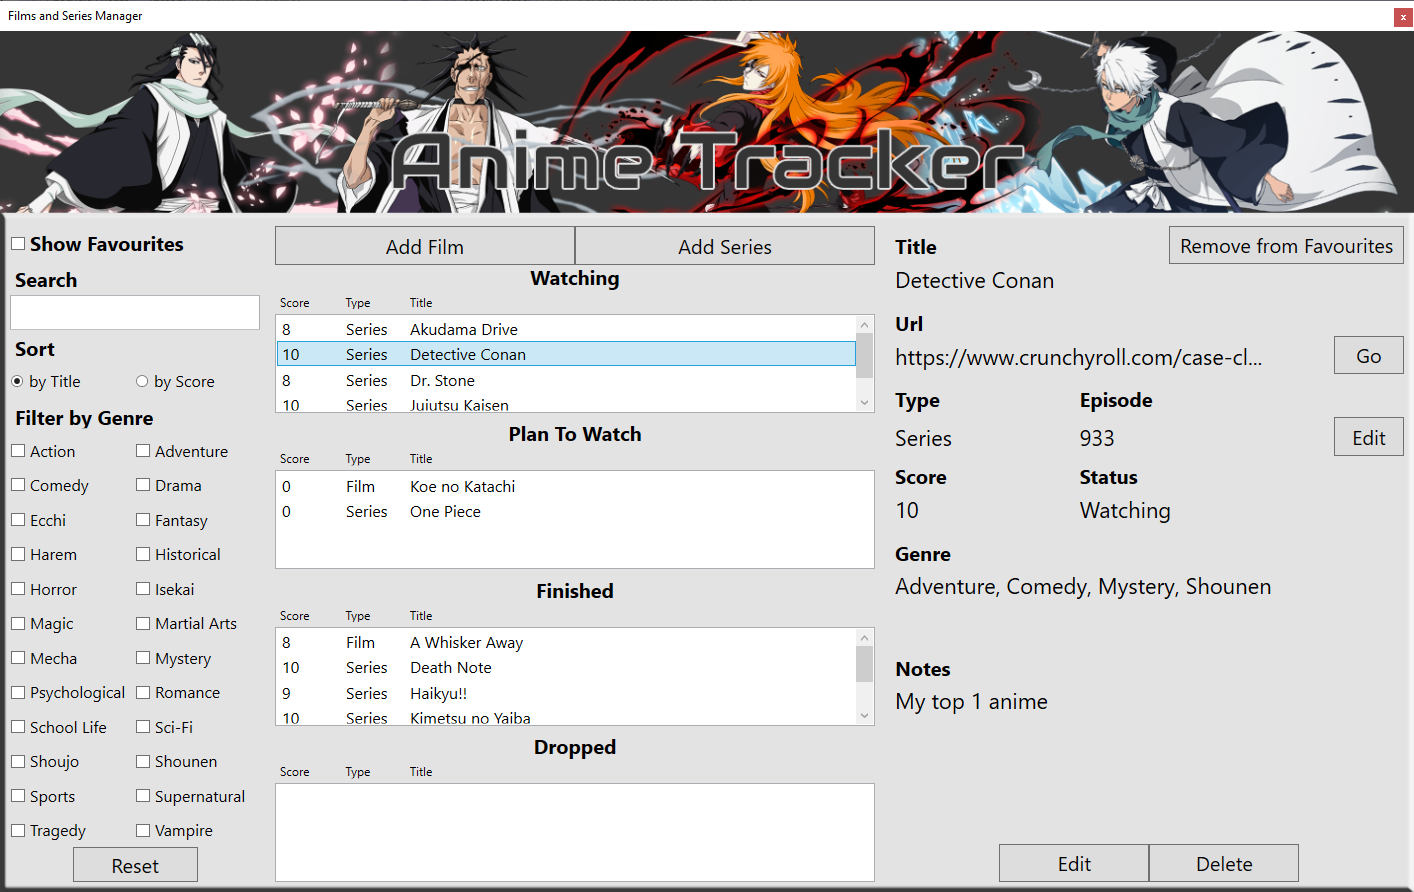 Films and Series Manager
x
Anime Tracker
Show Favourites
Search
Sort
by Title by Score
Filter by Genre
Action Adventure
Comedy Drama
Ecchi Fantasy
Harem Historical
Horror Isekai
Magic Martial Arts
Mecha Mystery
Psychological Romance
School Life Sci-Fi
Shoujo Shounen
Sports Supernatural
Tragedy Vampire
Reset
Add Film Add Series
Watching
Score Type Title
8 Series Akudama Drive
10 Series Detective Conan
8 Series Dr. Stone
10 Series Jujutsu Kaisen
Plan To Watch
Score Type Title
0 Film Koe no Katachi
0 Series One Piece
Finished
Score Type Title
8 Film A Whisker Away
10 Series Death Note
9 Series Haikyu!!
10 Series Kimetsu no Yaiba
Dropped
Score Type Title
Title Remove from Favourites
Detective Conan
Url
https://www.crunchyroll.com/case-cl... Go
Type Episode
Series 933 Edit
Score Status
10 Watching
Genre
Adventure, Comedy, Mystery, Shounen
Notes
My top 1 anime
Edit Delete